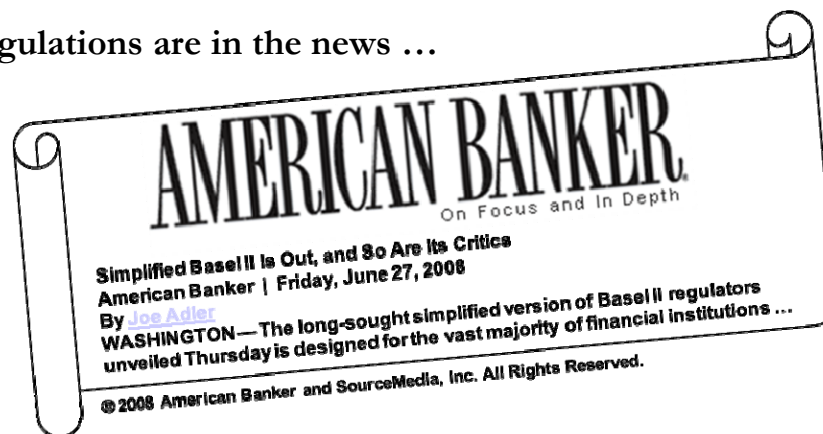 gulations are in the news …
AMERICAN BANKER®
On Focus and In Depth
Simplified Basel II Is Out, and So Are Its Critics
American Banker | Friday, June 27, 2008
By Joe Adler
WASHINGTON—The long-sought simplified version of Basel II regulators
unveiled Thursday is designed for the vast majority of financial institutions ...
© 2008 American Banker and SourceMedia, Inc. All Rights Reserved.